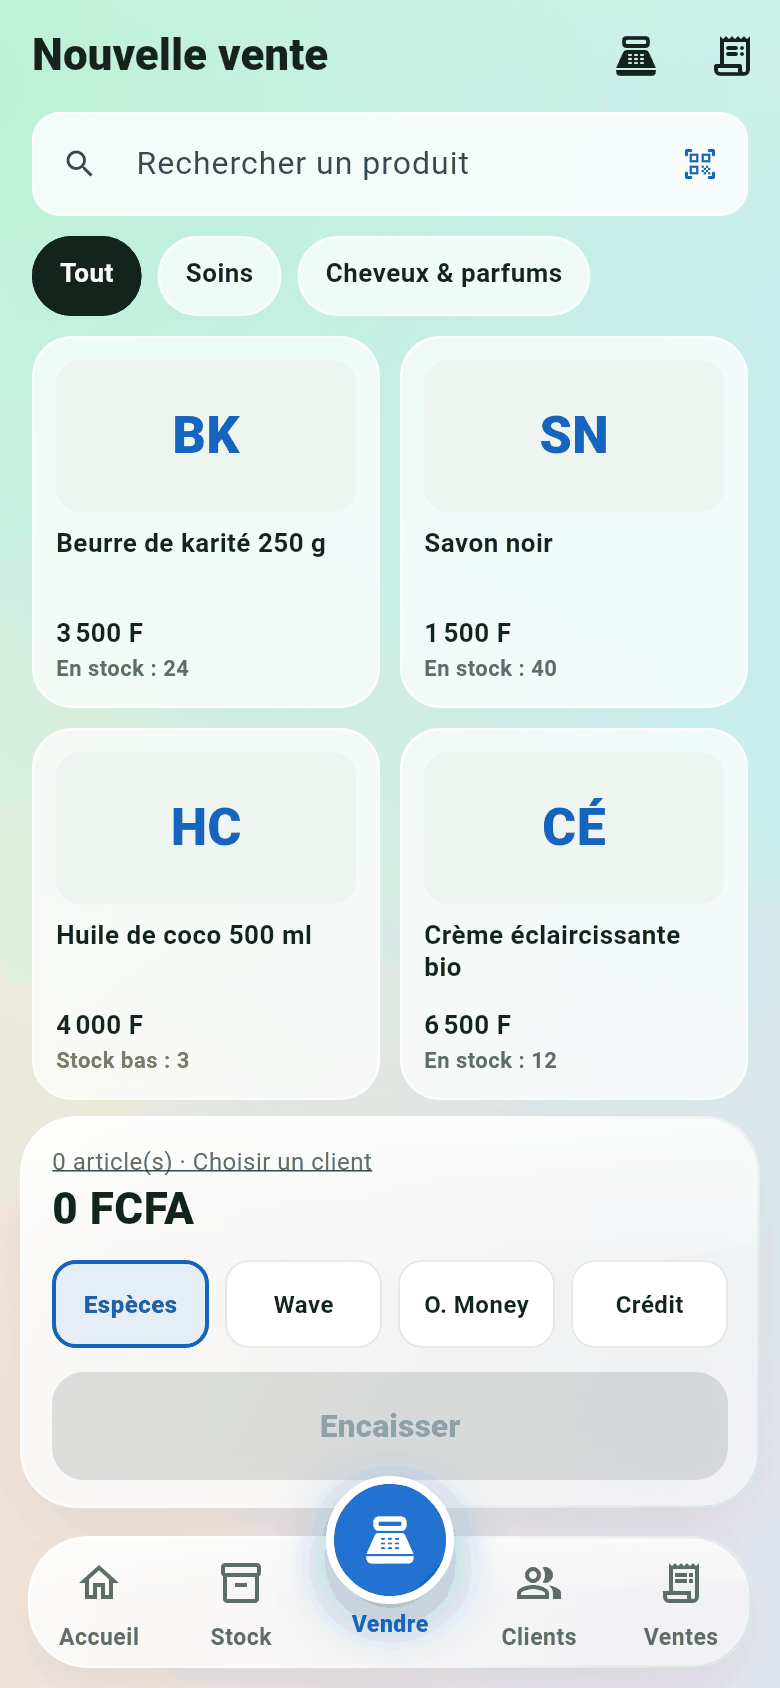 Nouvelle vente
Rechercher un produit
Tout
Soins
Cheveux & parfums
BK
Beurre de karité 250 g
3 500 F
En stock : 24
SN
Savon noir
1 500 F
En stock : 40
HC
Huile de coco 500 ml
4 000 F
Stock bas : 3
CÉ
Crème éclaircissante
bio
6 500 F
En stock : 12
0 article(s) · Choisir un client
0 FCFA
Espèces
Wave
O. Money
Crédit
Encaisser
Accueil
Stock
Vendre
Clients
Ventes